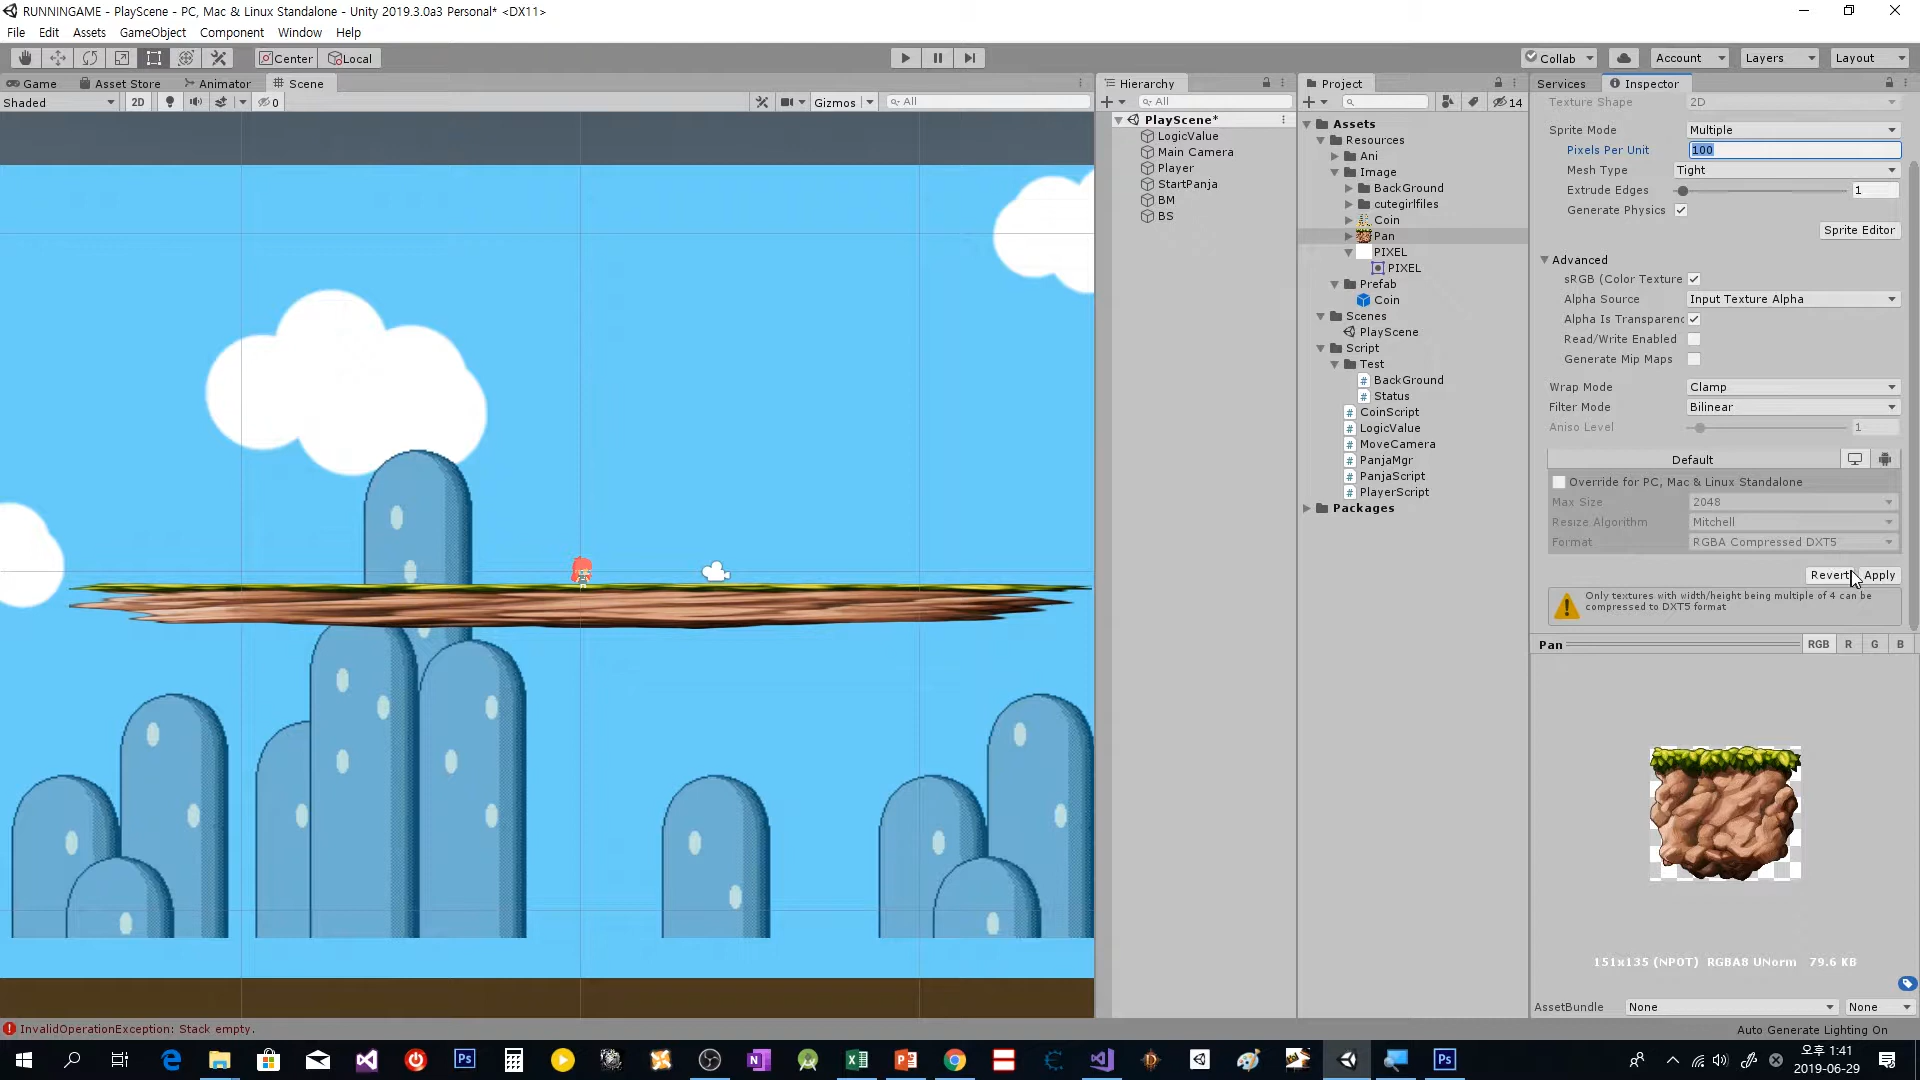 RUNNINGAME - PlayScene - PC, Mac & Linux Standalone - Unity 2019.3.0a3 Personal* <DX11>
File Edit Assets GameObject Component Window Help
Center Local Collab Account Layers Layout
Game Asset Store Animator Scene
Shaded 2D 0 Gizmos All
Hierarchy
All
PlayScene*
LogicValue
Main Camera
Player
StartPanja
BM
BS
Project
14
Assets
Resources
Ani
Image
BackGround
cutegirlfiles
Coin
Pan
PIXEL
PIXEL
Prefab
Coin
Scenes
PlayScene
Script
Test
BackGround
Status
CoinScript
LogicValue
MoveCamera
PanjaMgr
PanjaScript
PlayerScript
Packages
Services Inspector
Texture Shape 2D
Sprite Mode Multiple
Pixels Per Unit 100
Mesh Type Tight
Extrude Edges 1
Generate Physics
Sprite Editor
Advanced
sRGB (Color Texture
Alpha Source Input Texture Alpha
Alpha Is Transparenc
Read/Write Enabled
Generate Mip Maps
Wrap Mode Clamp
Filter Mode Bilinear
Aniso Level 1
Default
Override for PC, Mac & Linux Standalone
Max Size 2048
Resize Algorithm Mitchell
Format RGBA Compressed DXT5
Revert Apply
Only textures with width/height being multiple of 4 can be
compressed to DXT5 format
Pan RGB R G B
151x135 (NPOT) RGBA8 UNorm 79.6 KB
AssetBundle None None
InvalidOperationException: Stack empty.
Auto Generate Lighting On
오후 1:41
2019-06-29